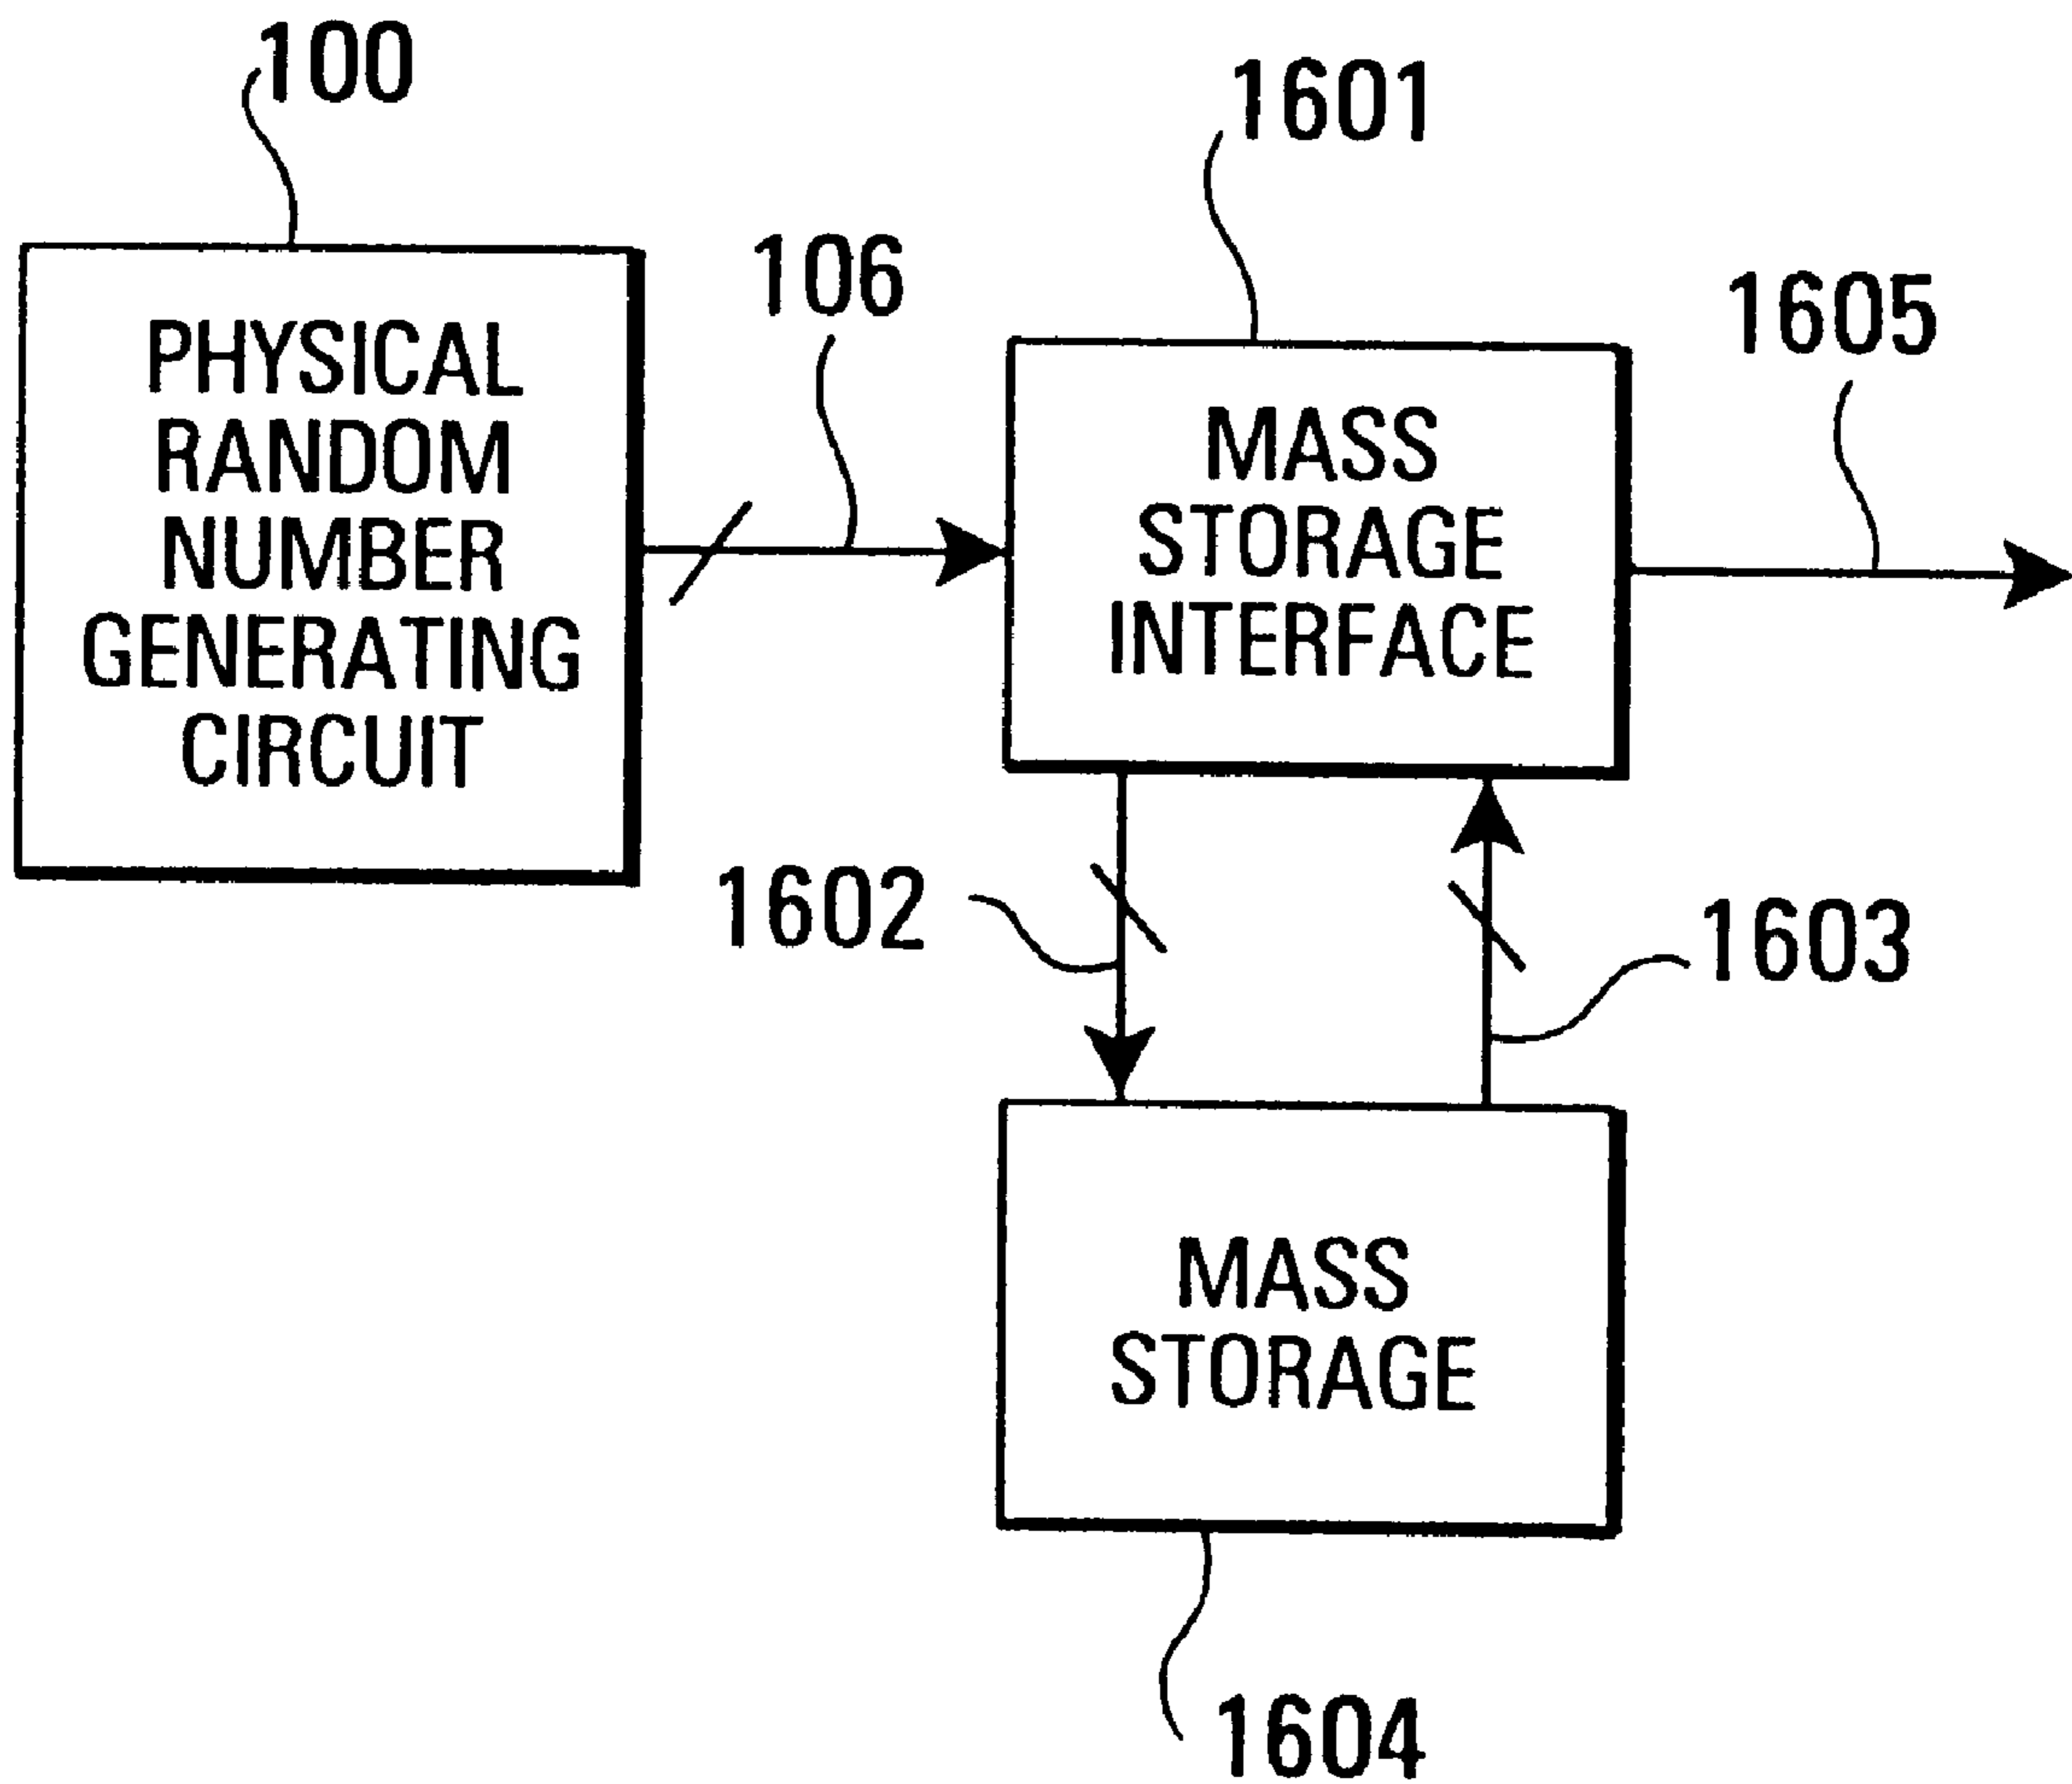 100
1601
106
1605
PHYSICAL
RANDOM
NUMBER
GENERATING
CIRCUIT
MASS
STORAGE
INTERFACE
1602
1603
MASS
STORAGE
1604